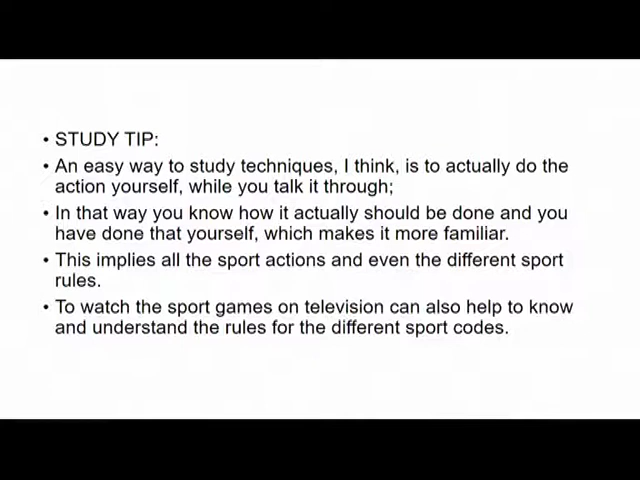 • STUDY TIP:
• An easy way to study techniques, I think, is to actually do the
action yourself, while you talk it through;
• In that way you know how it actually should be done and you
have done that yourself, which makes it more familiar.
• This implies all the sport actions and even the different sport
rules.
• To watch the sport games on television can also help to know
and understand the rules for the different sport codes.